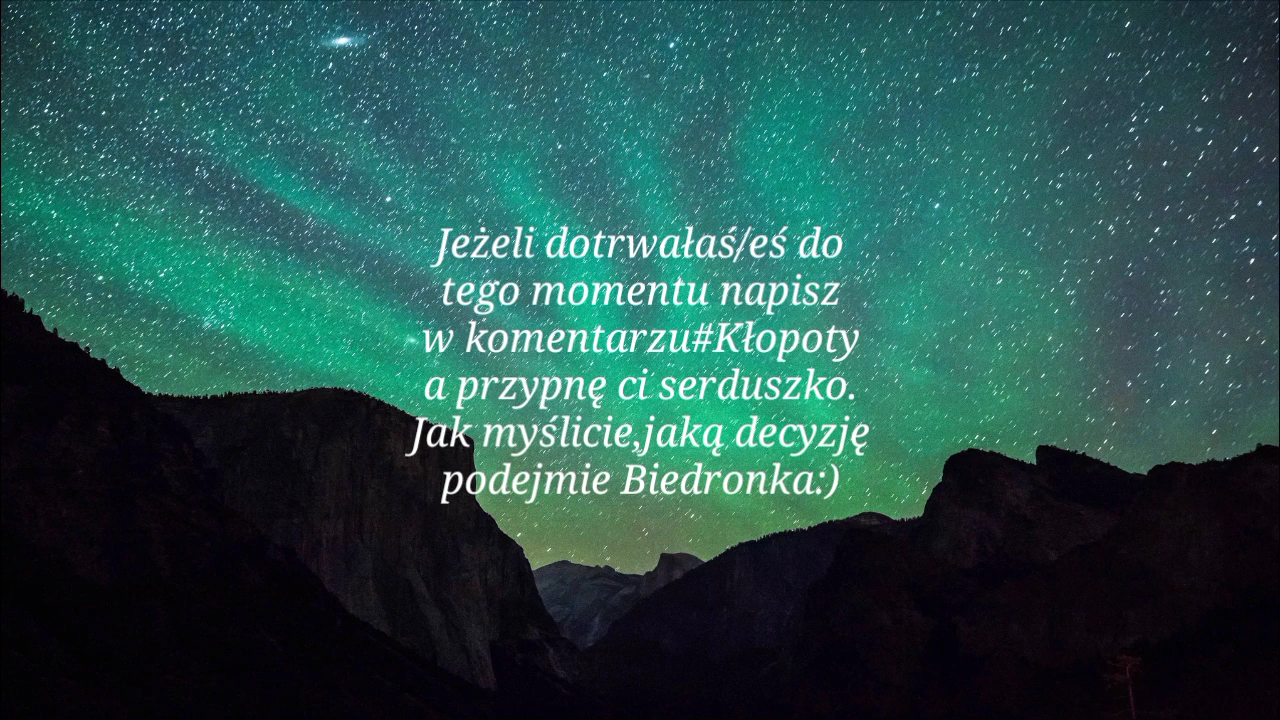 Jeżeli dotrwałaś/eś do
tego momentu napisz
w komentarzu#Kłopoty
a przypnę ci serduszko.
Jak myślicie,jaką decyzję
podejmie Biedronka:)